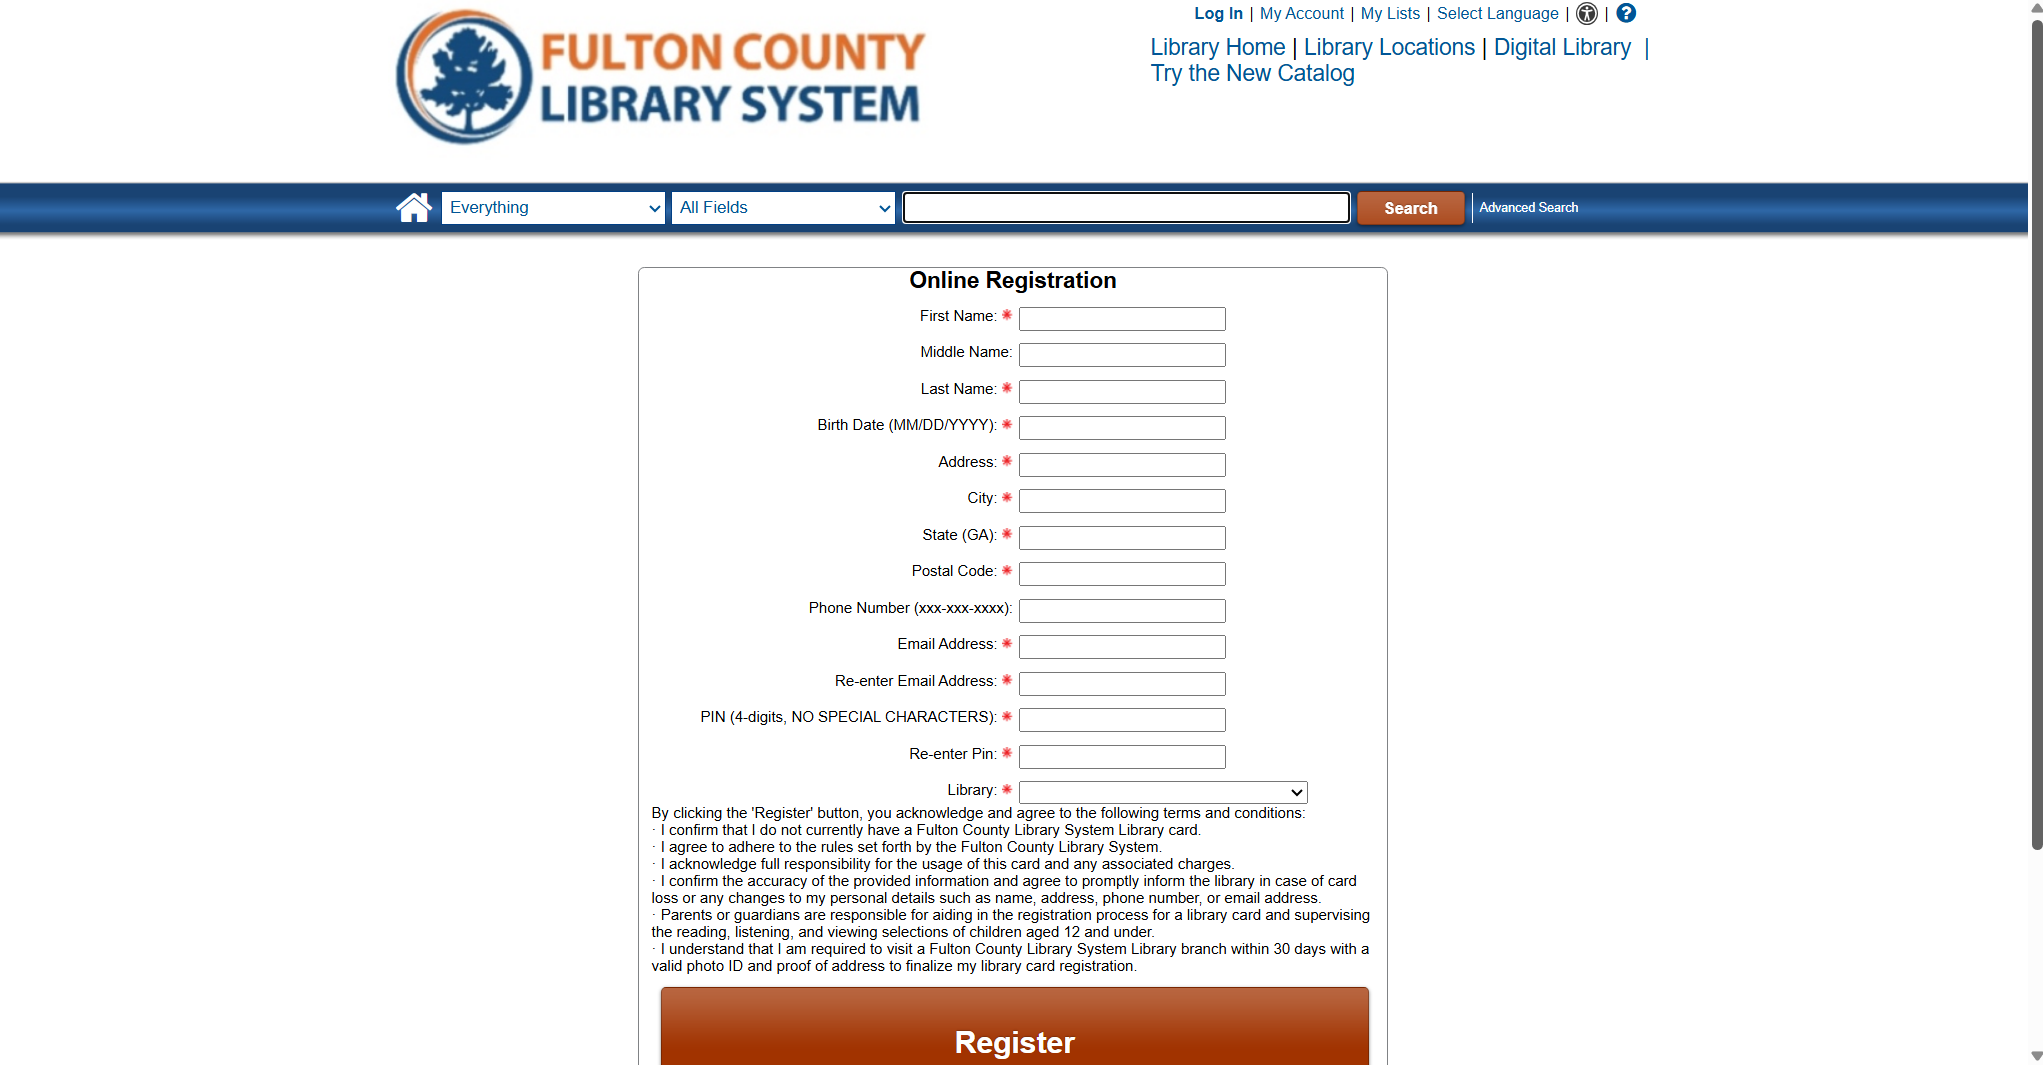 FULTON COUNTY
LIBRARY SYSTEM
Log In | My Account | My Lists | Select Language | | ?
Library Home | Library Locations | Digital Library |
Try the New Catalog
Everything All Fields Search Advanced Search
Online Registration
First Name: *
Middle Name:
Last Name: *
Birth Date (MM/DD/YYYY): *
Address: *
City: *
State (GA): *
Postal Code: *
Phone Number (xxx-xxx-xxxx):
Email Address: *
Re-enter Email Address: *
PIN (4-digits, NO SPECIAL CHARACTERS): *
Re-enter Pin: *
Library: *
By clicking the 'Register' button, you acknowledge and agree to the following terms and conditions:
· I confirm that I do not currently have a Fulton County Library System Library card.
· I agree to adhere to the rules set forth by the Fulton County Library System.
· I acknowledge full responsibility for the usage of this card and any associated charges.
· I confirm the accuracy of the provided information and agree to promptly inform the library in case of card
loss or any changes to my personal details such as name, address, phone number, or email address.
· Parents or guardians are responsible for aiding in the registration process for a library card and supervising
the reading, listening, and viewing selections of children aged 12 and under.
· I understand that I am required to visit a Fulton County Library System Library branch within 30 days with a
valid photo ID and proof of address to finalize my library card registration.
Register